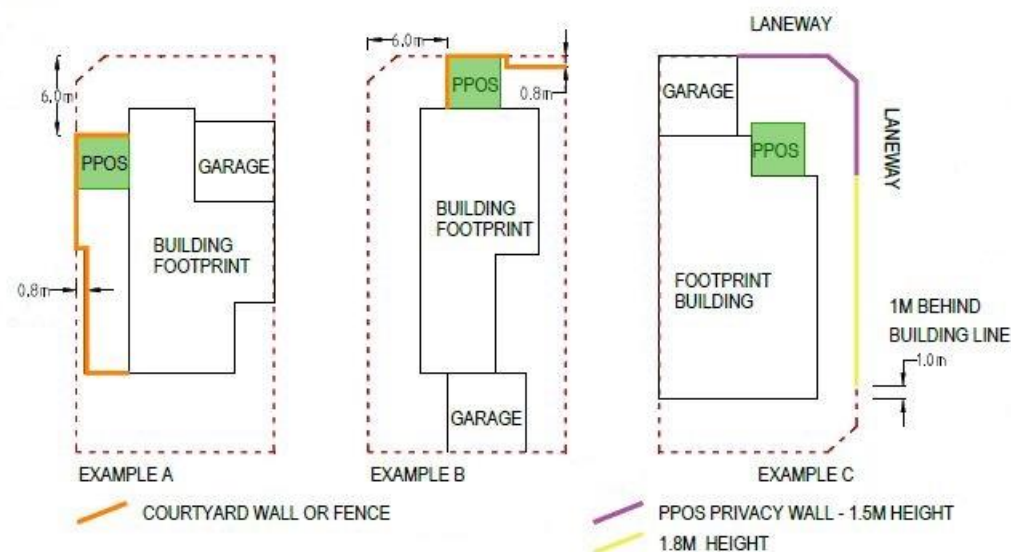 LANEWAY
6.0m
PPOS
GARAGE
BUILDING
FOOTPRINT
0.8m
EXAMPLE A
6.0m
PPOS
0.8m
BUILDING
FOOTPRINT
GARAGE
EXAMPLE B
GARAGE
PPOS
LANEWAY
FOOTPRINT
BUILDING
1M BEHIND
BUILDING LINE
1.0m
EXAMPLE C
COURTYARD WALL OR FENCE
PPOS PRIVACY WALL - 1.5M HEIGHT
1.8M HEIGHT